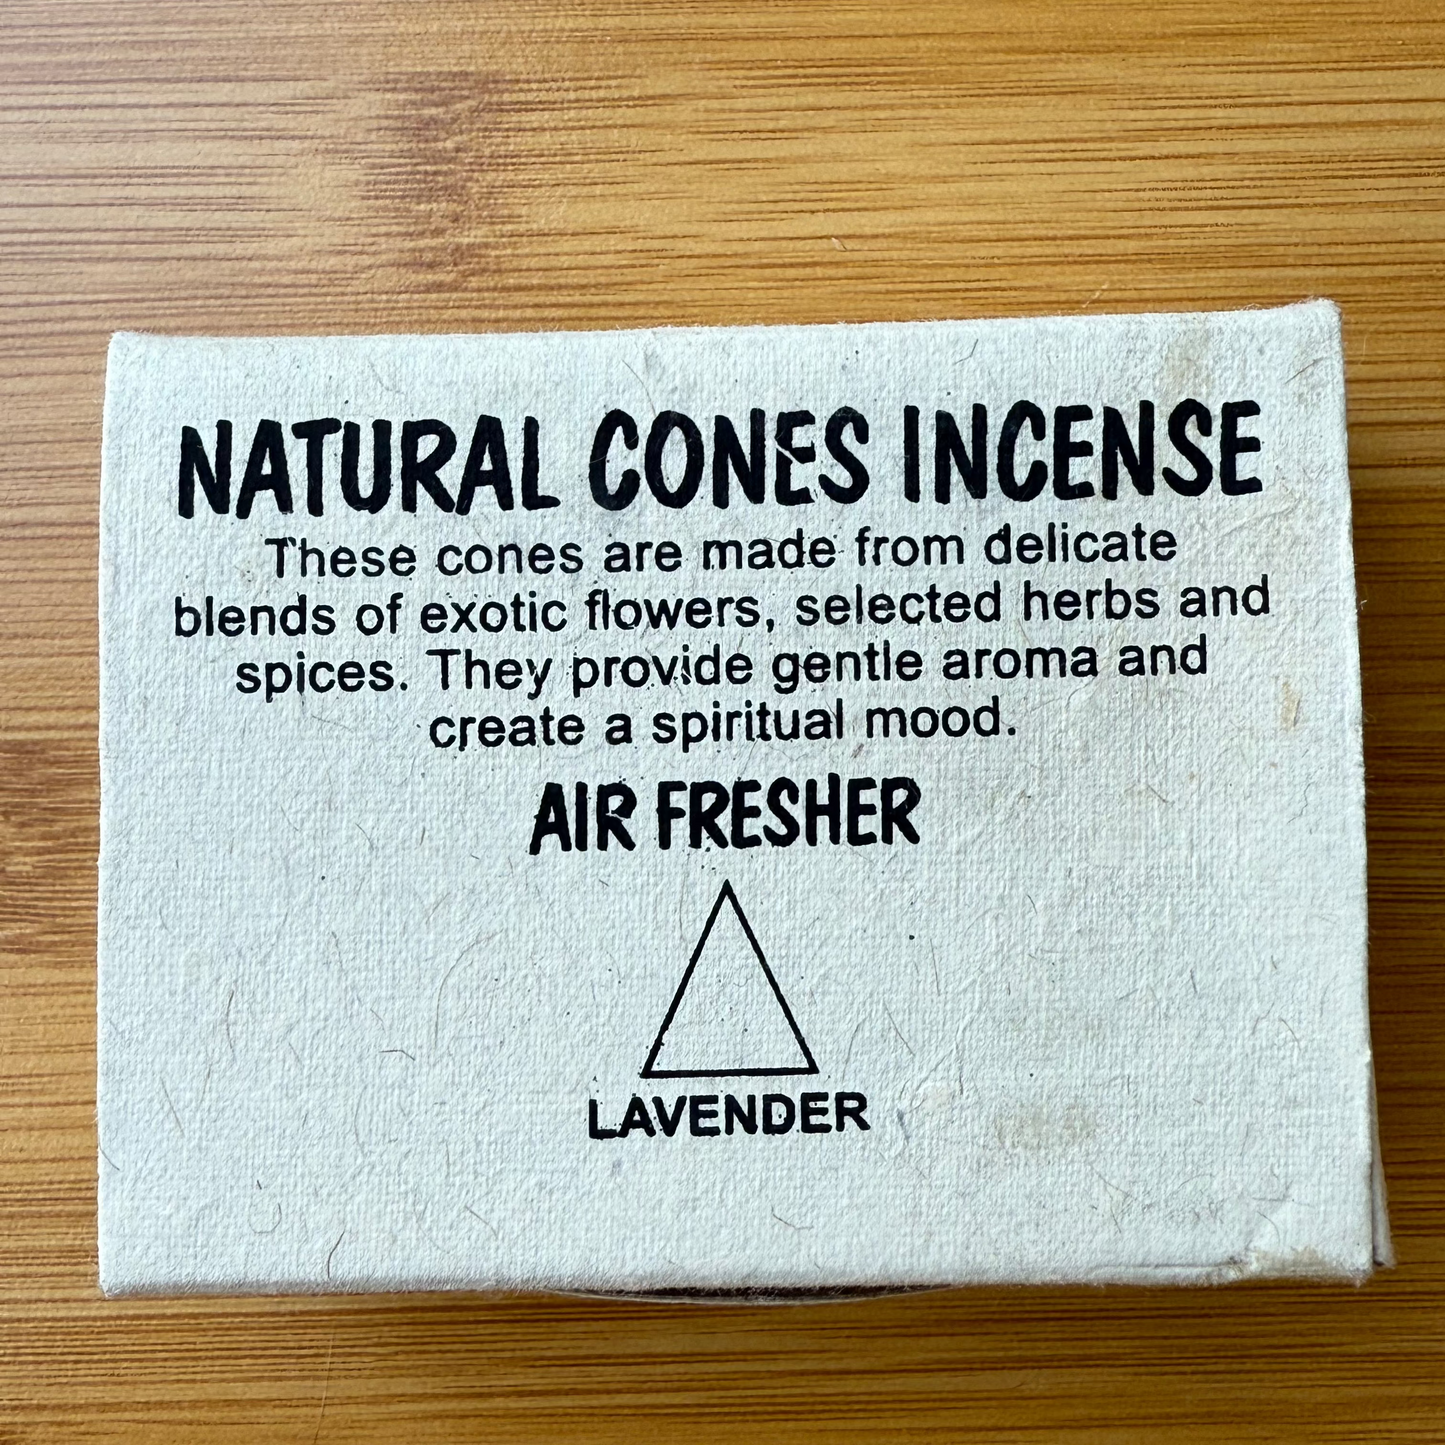 NATURAL CONES INCENSE
These cones are made from delicate
blends of exotic flowers, selected herbs and
spices. They provide gentle aroma and
create a spiritual mood.
AIR FRESHER
LAVENDER